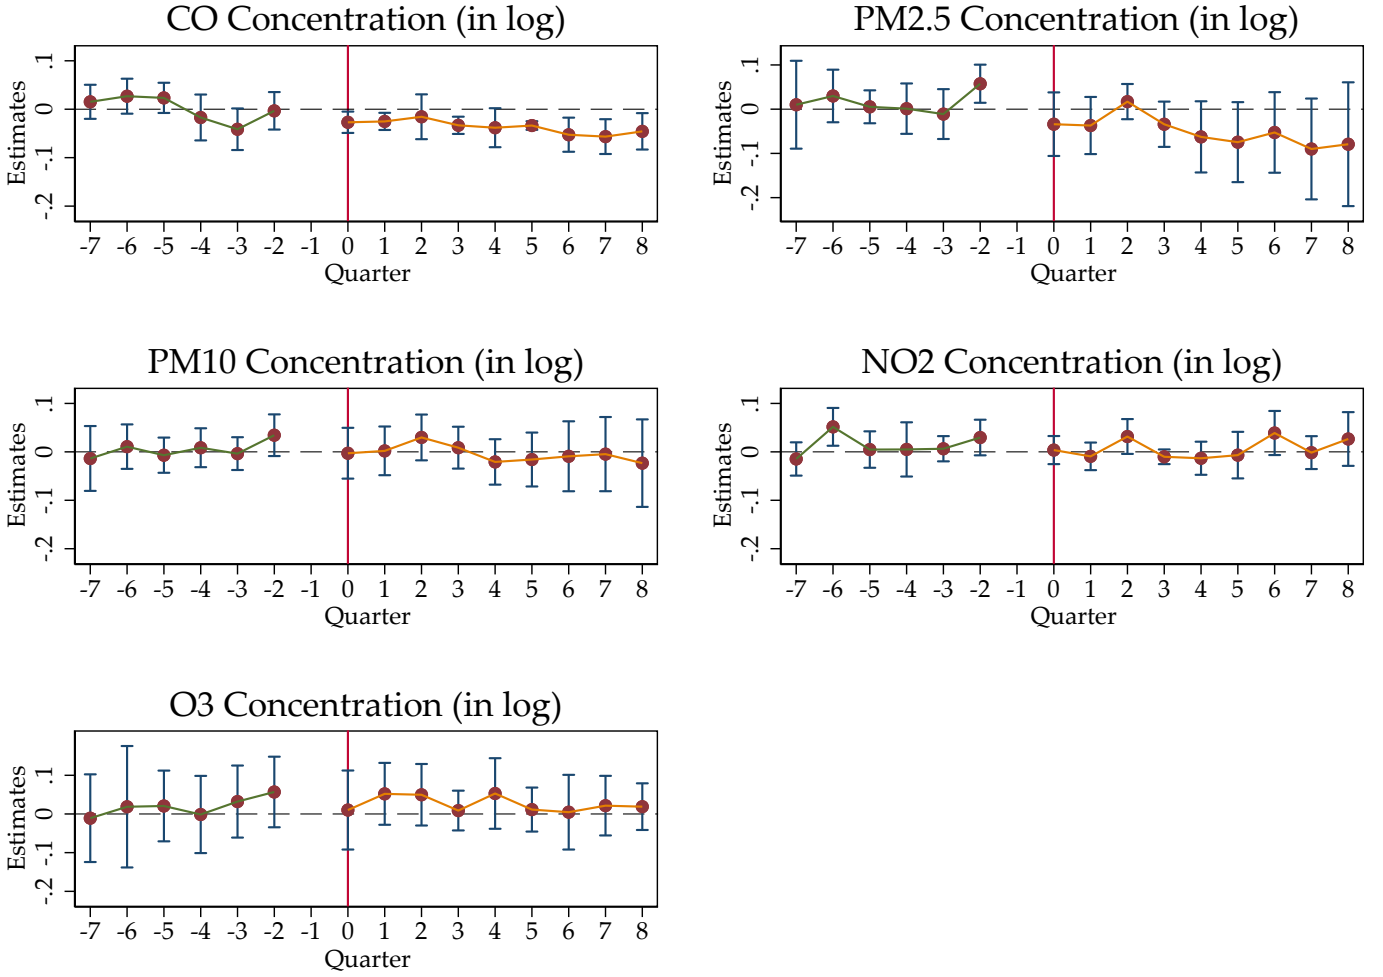 CO Concentration (in log)
Estimates
.1
0
-.1
-.2
-7 -6 -5 -4 -3 -2 -1 0 1 2 3 4 5 6 7 8
Quarter
PM2.5 Concentration (in log)
Estimates
.1
0
-.1
-.2
-7 -6 -5 -4 -3 -2 -1 0 1 2 3 4 5 6 7 8
Quarter
PM10 Concentration (in log)
Estimates
.1
0
-.1
-.2
-7 -6 -5 -4 -3 -2 -1 0 1 2 3 4 5 6 7 8
Quarter
NO2 Concentration (in log)
Estimates
.1
0
-.1
-.2
-7 -6 -5 -4 -3 -2 -1 0 1 2 3 4 5 6 7 8
Quarter
O3 Concentration (in log)
Estimates
.1
0
-.1
-.2
-7 -6 -5 -4 -3 -2 -1 0 1 2 3 4 5 6 7 8
Quarter